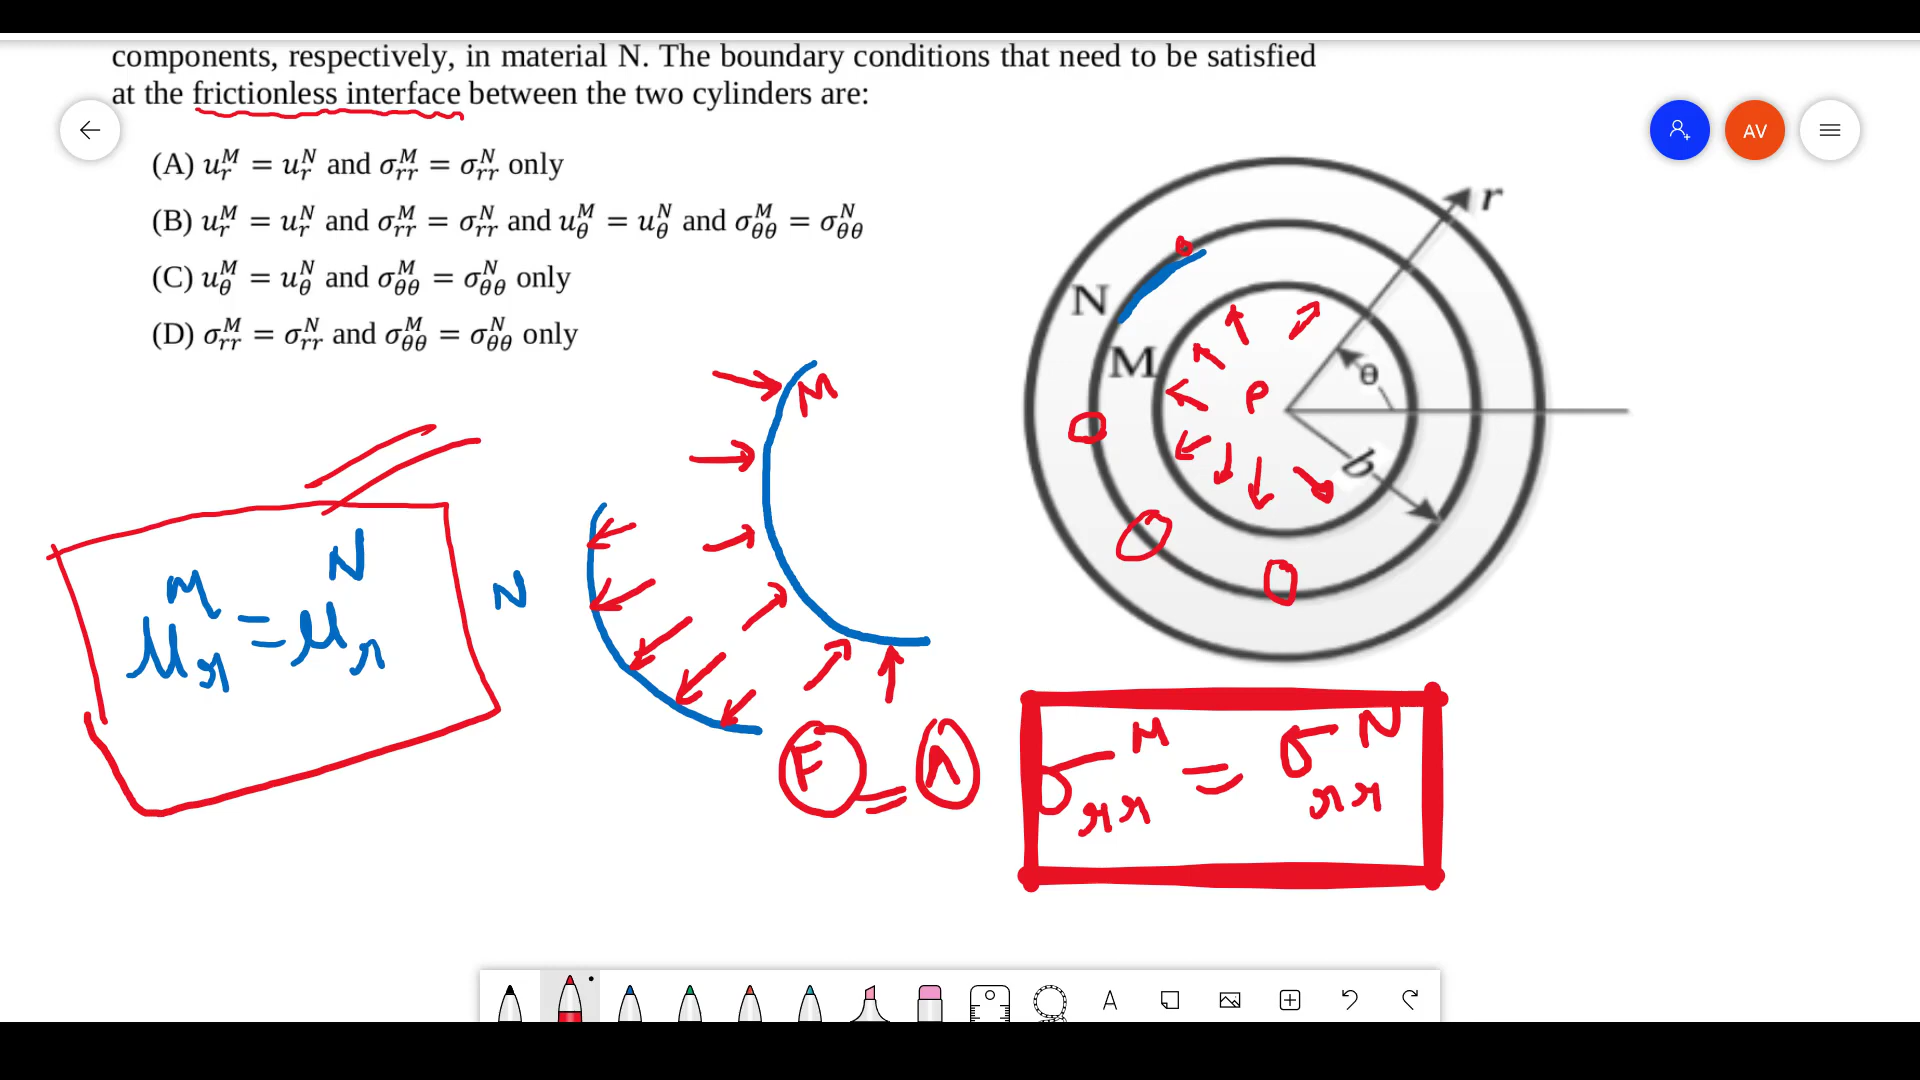 components, respectively, in material N. The boundary conditions that need to be satisfied
at the frictionless interface between the two cylinders are:
(A) u_r^M = u_r^N and σ_rr^M = σ_rr^N only
(B) u_r^M = u_r^N and σ_rr^M = σ_rr^N and u_θ^M = u_θ^N and σ_θθ^M = σ_θθ^N
(C) u_θ^M = u_θ^N and σ_θθ^M = σ_θθ^N only
(D) σ_rr^M = σ_rr^N and σ_θθ^M = σ_θθ^N only
AV
r
N
M
P
θ
b
M
N
u_r^M = u_r^N
F = A
σ_rr^M = σ_rr^N
A